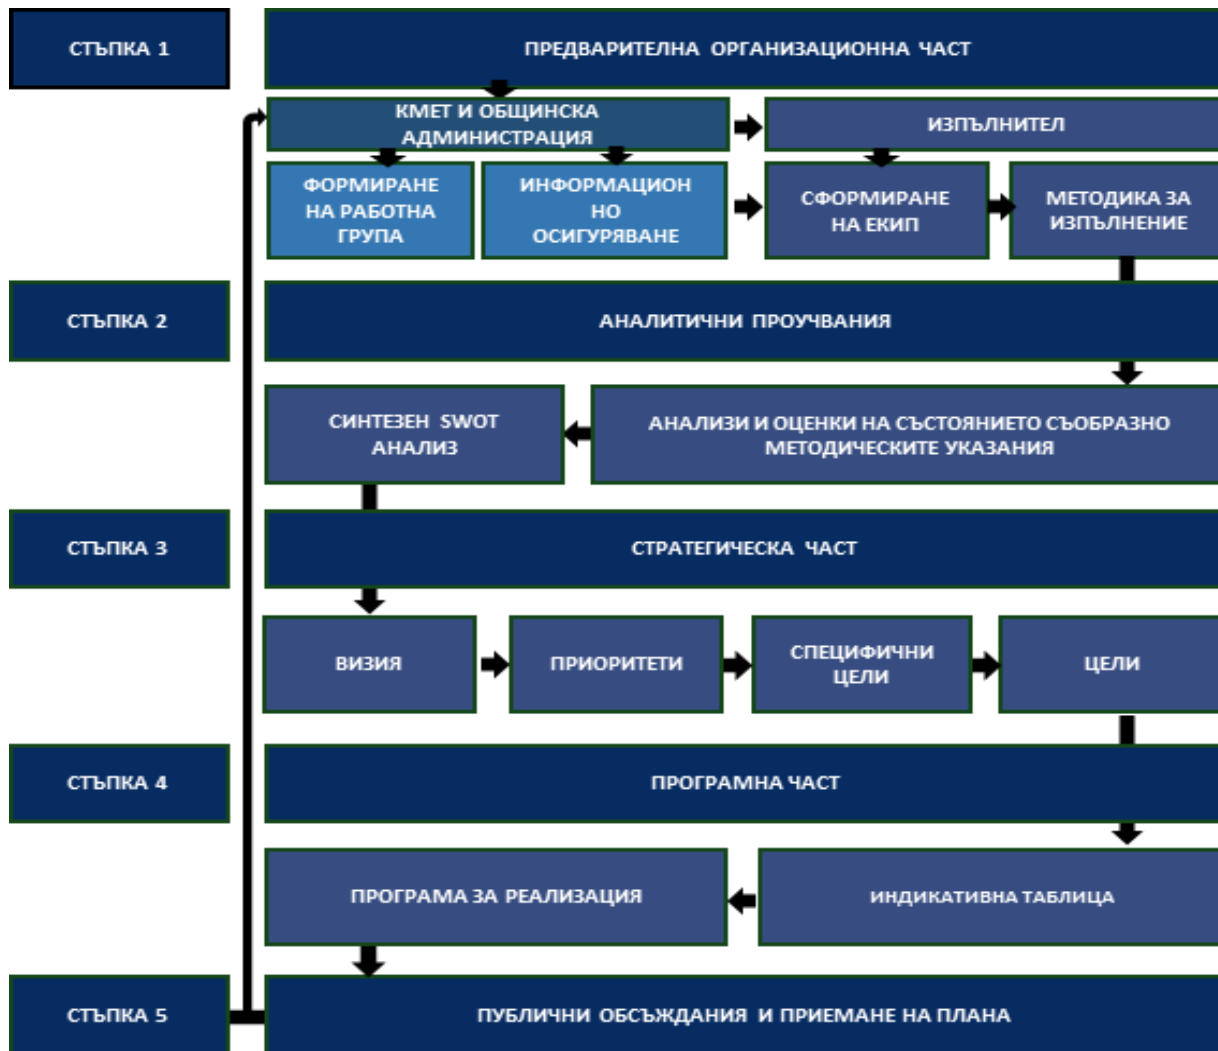 СТЪПКА 1
ПРЕДВАРИТЕЛНА ОРГАНИЗАЦИОННА ЧАСТ
КМЕТ И ОБЩИНСКА
АДМИНИСТРАЦИЯ
ИЗПЪЛНИТЕЛ
ФОРМИРАНЕ
НА РАБОТНА
ГРУПА
ИНФОРМАЦИОН
НО
ОСИГУРЯВАНЕ
СФОРМИРАНЕ
НА ЕКИП
МЕТОДИКА ЗА
ИЗПЪЛНЕНИЕ
СТЪПКА 2
АНАЛИТИЧНИ ПРОУЧВАНИЯ
СИНТЕЗЕН SWOT
АНАЛИЗ
АНАЛИЗИ И ОЦЕНКИ НА СЪСТОЯНИЕТО СЪОБРАЗНО
МЕТОДИЧЕСКИТЕ УКАЗАНИЯ
СТЪПКА 3
СТРАТЕГИЧЕСКА ЧАСТ
ВИЗИЯ
ПРИОРИТЕТИ
СПЕЦИФИЧНИ
ЦЕЛИ
ЦЕЛИ
СТЪПКА 4
ПРОГРАМНА ЧАСТ
ПРОГРАМА ЗА РЕАЛИЗАЦИЯ
ИНДИКАТИВНА ТАБЛИЦА
СТЪПКА 5
ПУБЛИЧНИ ОБСЪЖДАНИЯ И ПРИЕМАНЕ НА ПЛАНА